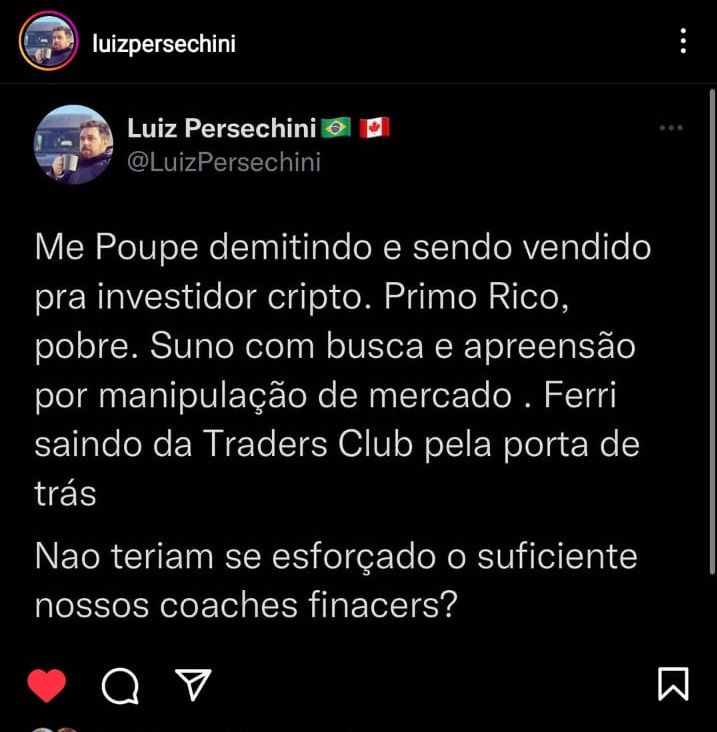 luizpersechini
Luiz Persechini🇧🇷 🇨🇦
@LuizPersechini
Me Poupe demitindo e sendo vendido
pra investidor cripto. Primo Rico,
pobre. Suno com busca e apreensão
por manipulação de mercado . Ferri
saindo da Traders Club pela porta de
trás
Nao teriam se esforçado o suficiente
nossos coaches finacers?